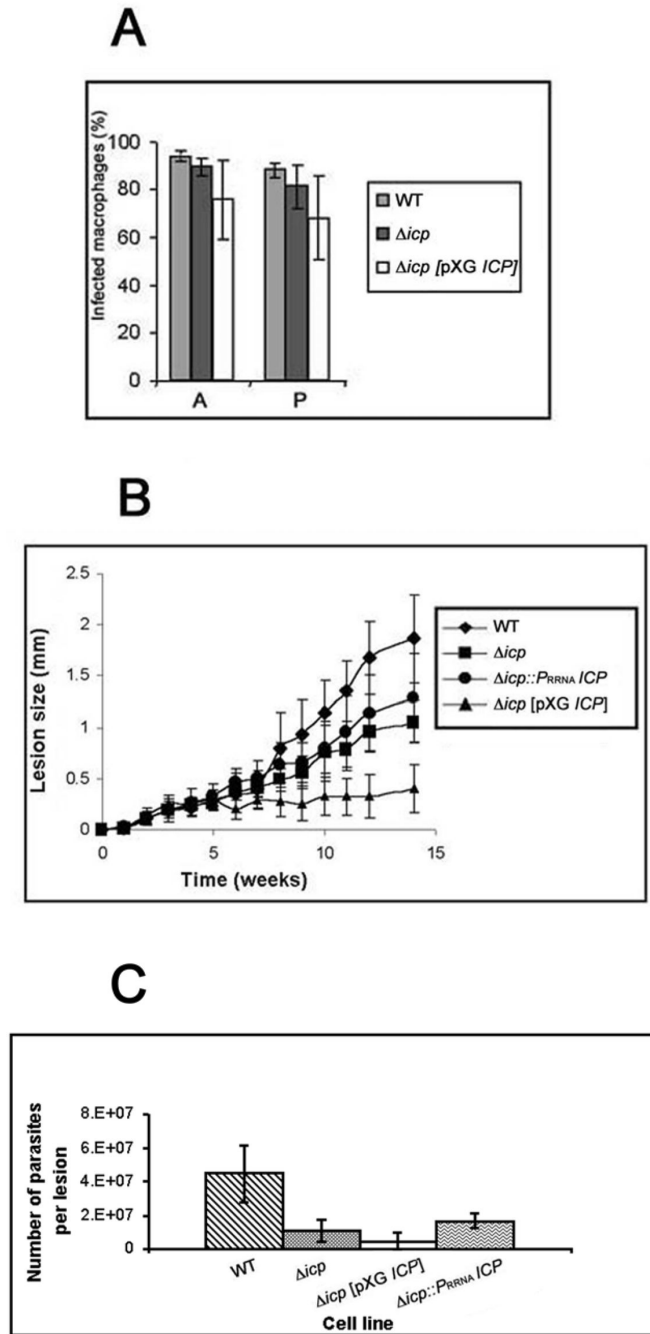 A
Infected macrophages (%)
100
80
60
40
20
0
A P
WT
Δicp
Δicp [pXG ICP]
B
Lesion size (mm)
2.5
2
1.5
1
0.5
0
0 5 10 15
Time (weeks)
WT
Δicp
Δicp::PRRNA ICP
Δicp [pXG ICP]
C
Number of parasites
per lesion
8.E+07
6.E+07
4.E+07
2.E+07
0
WT
Δicp
Δicp [pXG ICP]
Δicp::PRRNA ICP
Cell line